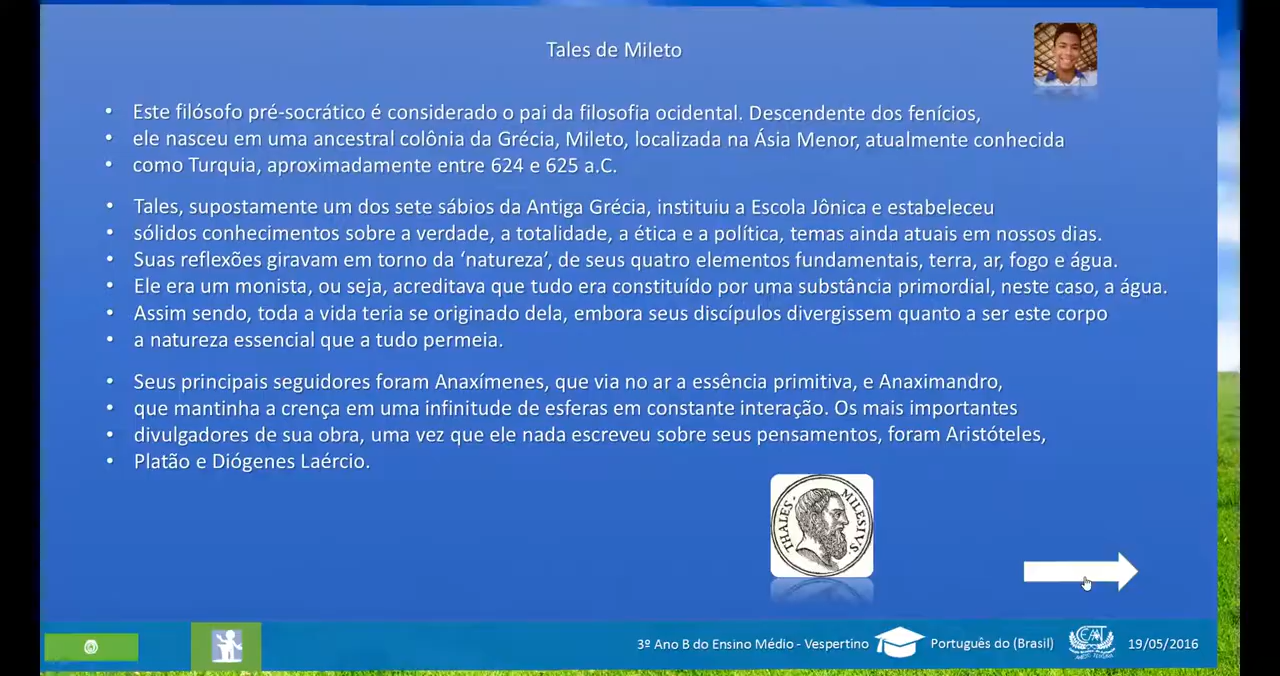 Tales de Mileto
• Este filósofo pré-socrático é considerado o pai da filosofia ocidental. Descendente dos fenícios,
• ele nasceu em uma ancestral colônia da Grécia, Mileto, localizada na Ásia Menor, atualmente conhecida
• como Turquia, aproximadamente entre 624 e 625 a.C.
• Tales, supostamente um dos sete sábios da Antiga Grécia, instituiu a Escola Jônica e estabeleceu
• sólidos conhecimentos sobre a verdade, a totalidade, a ética e a política, temas ainda atuais em nossos dias.
• Suas reflexões giravam em torno da ‘natureza’, de seus quatro elementos fundamentais, terra, ar, fogo e água.
• Ele era um monista, ou seja, acreditava que tudo era constituído por uma substância primordial, neste caso, a água.
• Assim sendo, toda a vida teria se originado dela, embora seus discípulos divergissem quanto a ser este corpo
• a natureza essencial que a tudo permeia.
• Seus principais seguidores foram Anaxímenes, que via no ar a essência primitiva, e Anaximandro,
• que mantinha a crença em uma infinitude de esferas em constante interação. Os mais importantes
• divulgadores de sua obra, uma vez que ele nada escreveu sobre seus pensamentos, foram Aristóteles,
• Platão e Diógenes Laércio.
THALES MILESIVS
3º Ano B do Ensino Médio - Vespertino
Português do (Brasil)
19/05/2016